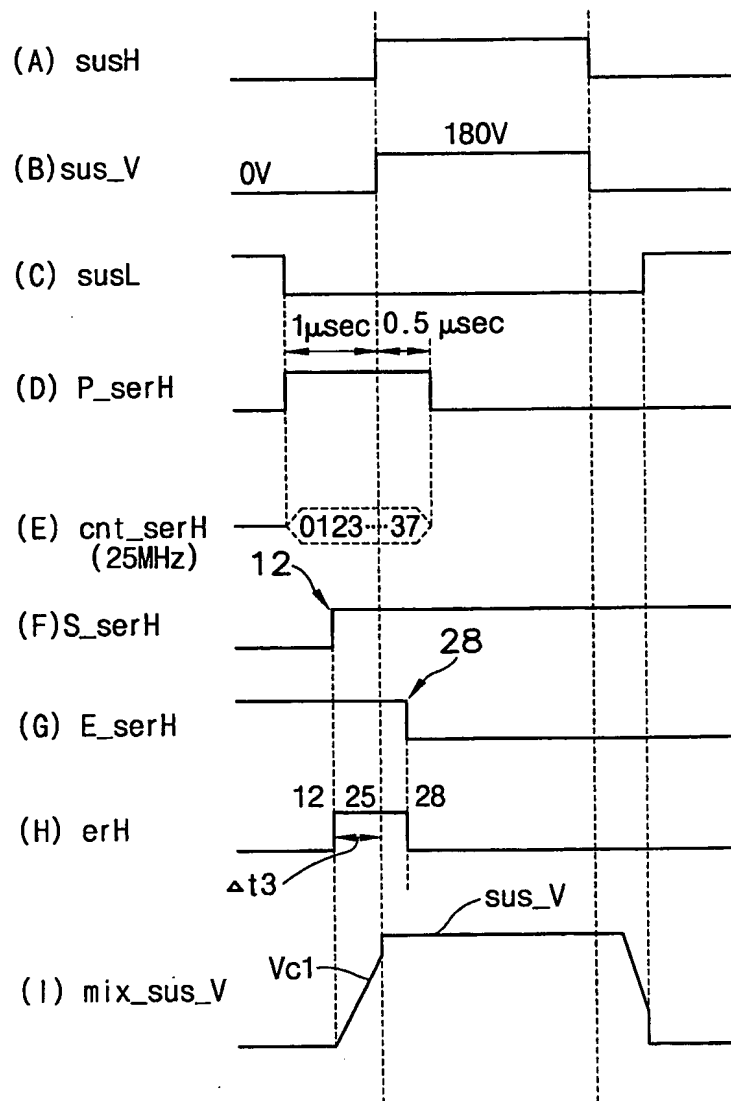 (A) susH
180V
(B) sus_V 0V
(C) susL
1μsec 0.5 μsec
(D) P_serH
(E) cnt_serH 0123⋯37
(25MHz)
12
(F) S_serH
28
(G) E_serH
12 25 28
(H) erH
△t3
sus_V
Vc1
(I) mix_sus_V